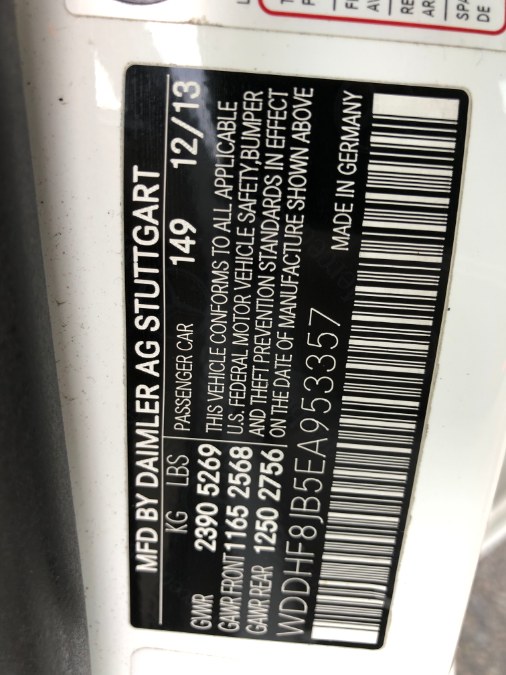 MFD BY DAIMLER AG STUTTGART
KG LBS PASSENGER CAR 149 12/13
GVWR 2390 5269 THIS VEHICLE CONFORMS TO ALL APPLICABLE
GAWR FRONT 1165 2568 U.S. FEDERAL MOTOR VEHICLE SAFETY,BUMPER
GAWR REAR 1250 2756 AND THEFT PREVENTION STANDARDS IN EFFECT
ON THE DATE OF MANUFACTURE SHOWN ABOVE
WDDHF8JB5EA953357 MADE IN GERMANY